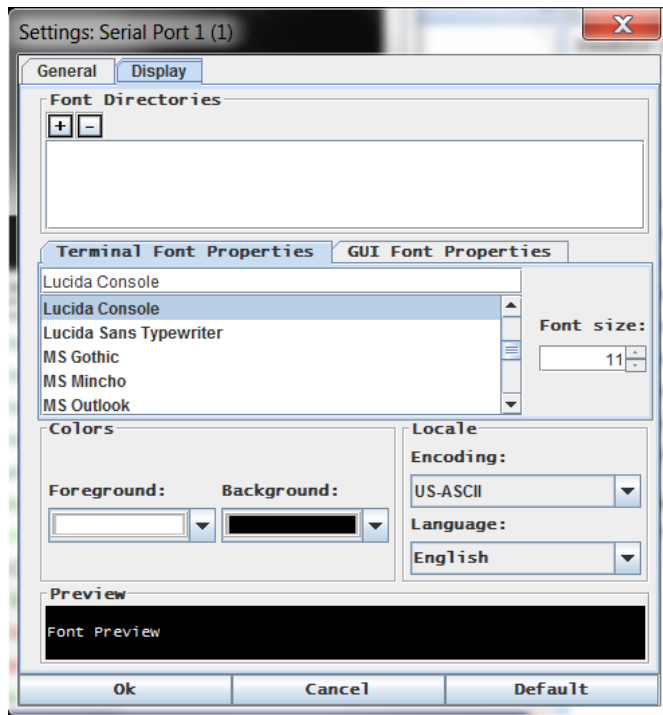 Settings: Serial Port 1 (1)
General Display
Font Directories
+ -
Terminal Font Properties GUI Font Properties
Lucida Console
Lucida Console
Lucida Sans Typewriter
MS Gothic
MS Mincho
MS Outlook
Font size:
11
Colors
Foreground: Background:
Locale
Encoding:
US-ASCII
Language:
English
Preview
Font Preview
Ok Cancel Default